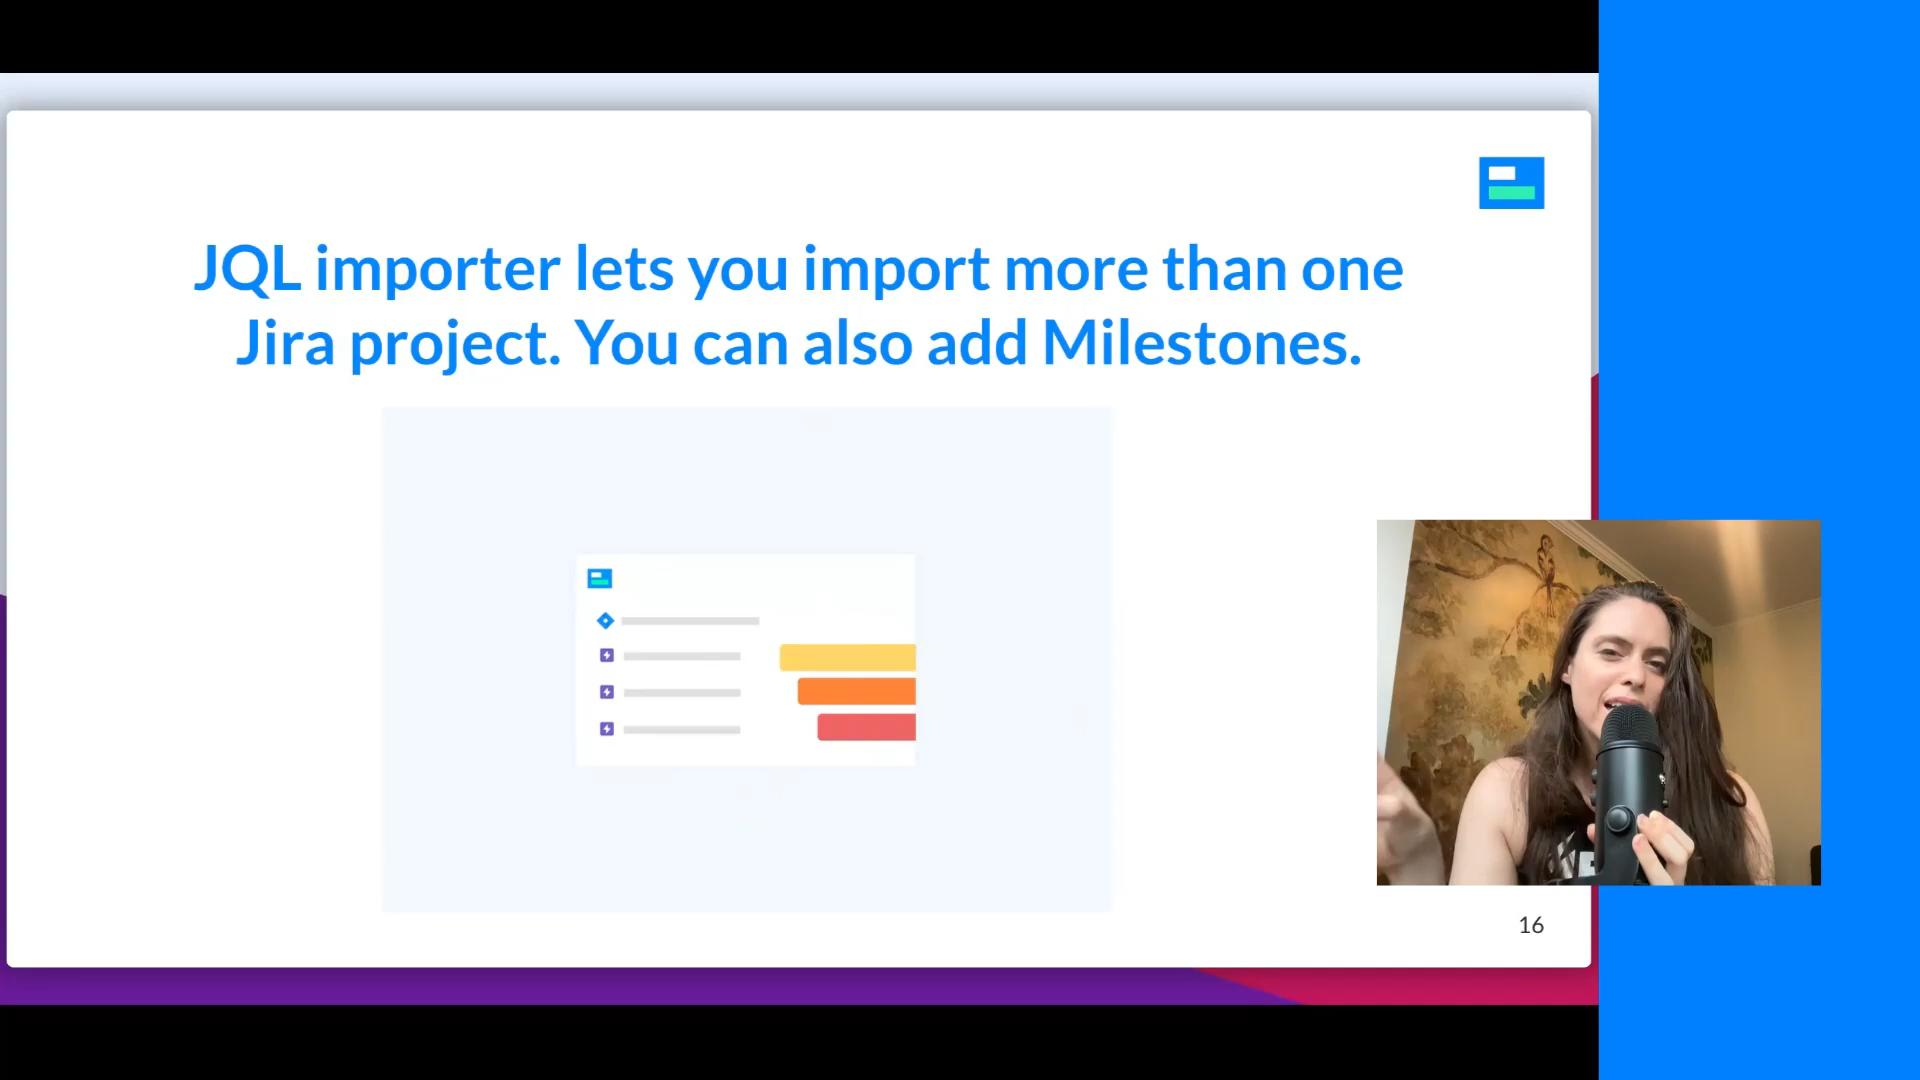 JQL importer lets you import more than one
Jira project. You can also add Milestones.
16